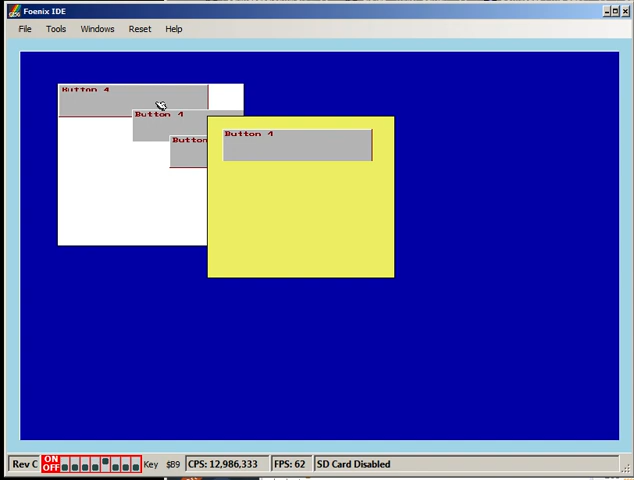 Foenix IDE
File Tools Windows Reset Help
Button 4
Button 4
Button
Button 4
Rev C ON OFF Key $B9 CPS: 12,986,333 FPS: 62 SD Card Disabled